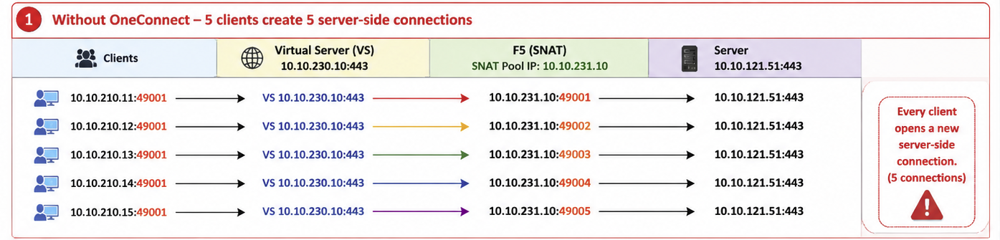 1 Without OneConnect – 5 clients create 5 server-side connections
Clients
Virtual Server (VS)
10.10.230.10:443
F5 (SNAT)
SNAT Pool IP: 10.10.231.10
Server
10.10.121.51:443
10.10.210.11:49001 VS 10.10.230.10:443 10.10.231.10:49001 10.10.121.51:443
10.10.210.12:49001 VS 10.10.230.10:443 10.10.231.10:49002 10.10.121.51:443
10.10.210.13:49001 VS 10.10.230.10:443 10.10.231.10:49003 10.10.121.51:443
10.10.210.14:49001 VS 10.10.230.10:443 10.10.231.10:49004 10.10.121.51:443
10.10.210.15:49001 VS 10.10.230.10:443 10.10.231.10:49005 10.10.121.51:443
Every client
opens a new
server-side
connection.
(5 connections)